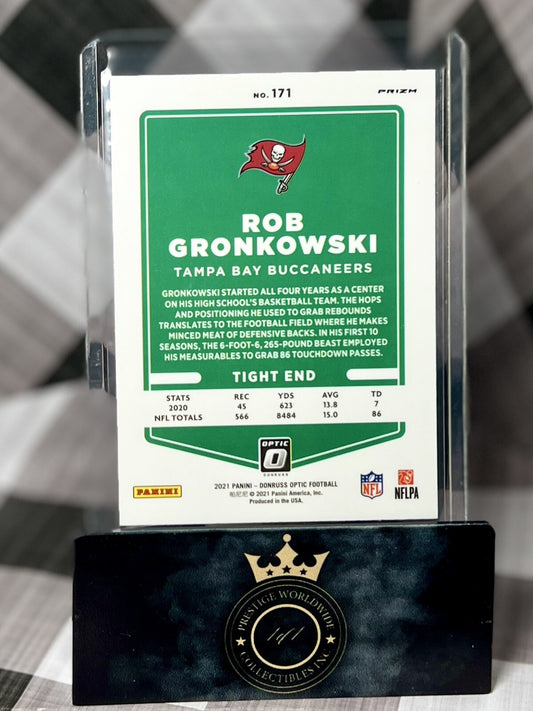 NO. 171
PRIZM
ROB
GRONKOWSKI
TAMPA BAY BUCCANEERS
GRONKOWSKI STARTED ALL FOUR YEARS AS A CENTER
ON HIS HIGH SCHOOL'S BASKETBALL TEAM. THE HOPS
AND POSITIONING HE USED TO GRAB REBOUNDS
TRANSLATES TO THE FOOTBALL FIELD WHERE HE MAKES
MINCED MEAT OF DEFENSIVE BACKS. IN HIS FIRST 10
SEASONS, THE 6-FOOT-6, 265-POUND BEAST EMPLOYED
HIS MEASURABLES TO GRAB 86 TOUCHDOWN PASSES.
TIGHT END
STATS REC YDS AVG TD
2020 45 623 13.8 7
NFL TOTALS 566 8484 15.0 86
OPTIC
DONRUSS
2021 PANINI – DONRUSS OPTIC FOOTBALL
帕尼尼 © 2021 Panini America, Inc.
Produced in the USA.
PANINI
NFL
NFLPA
PRESTIGE WORLDWIDE
1of1
COLLECTIBLES INC.